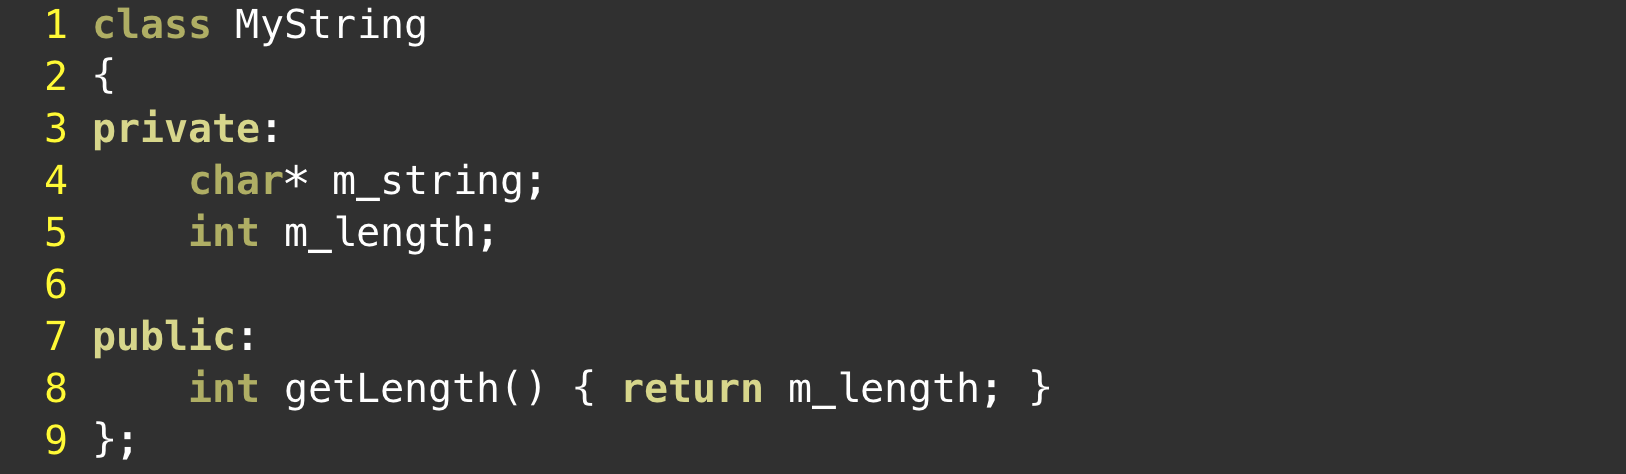 1 class MyString
2 {
3 private:
4     char* m_string;
5     int m_length;
6
7 public:
8     int getLength() { return m_length; }
9 };